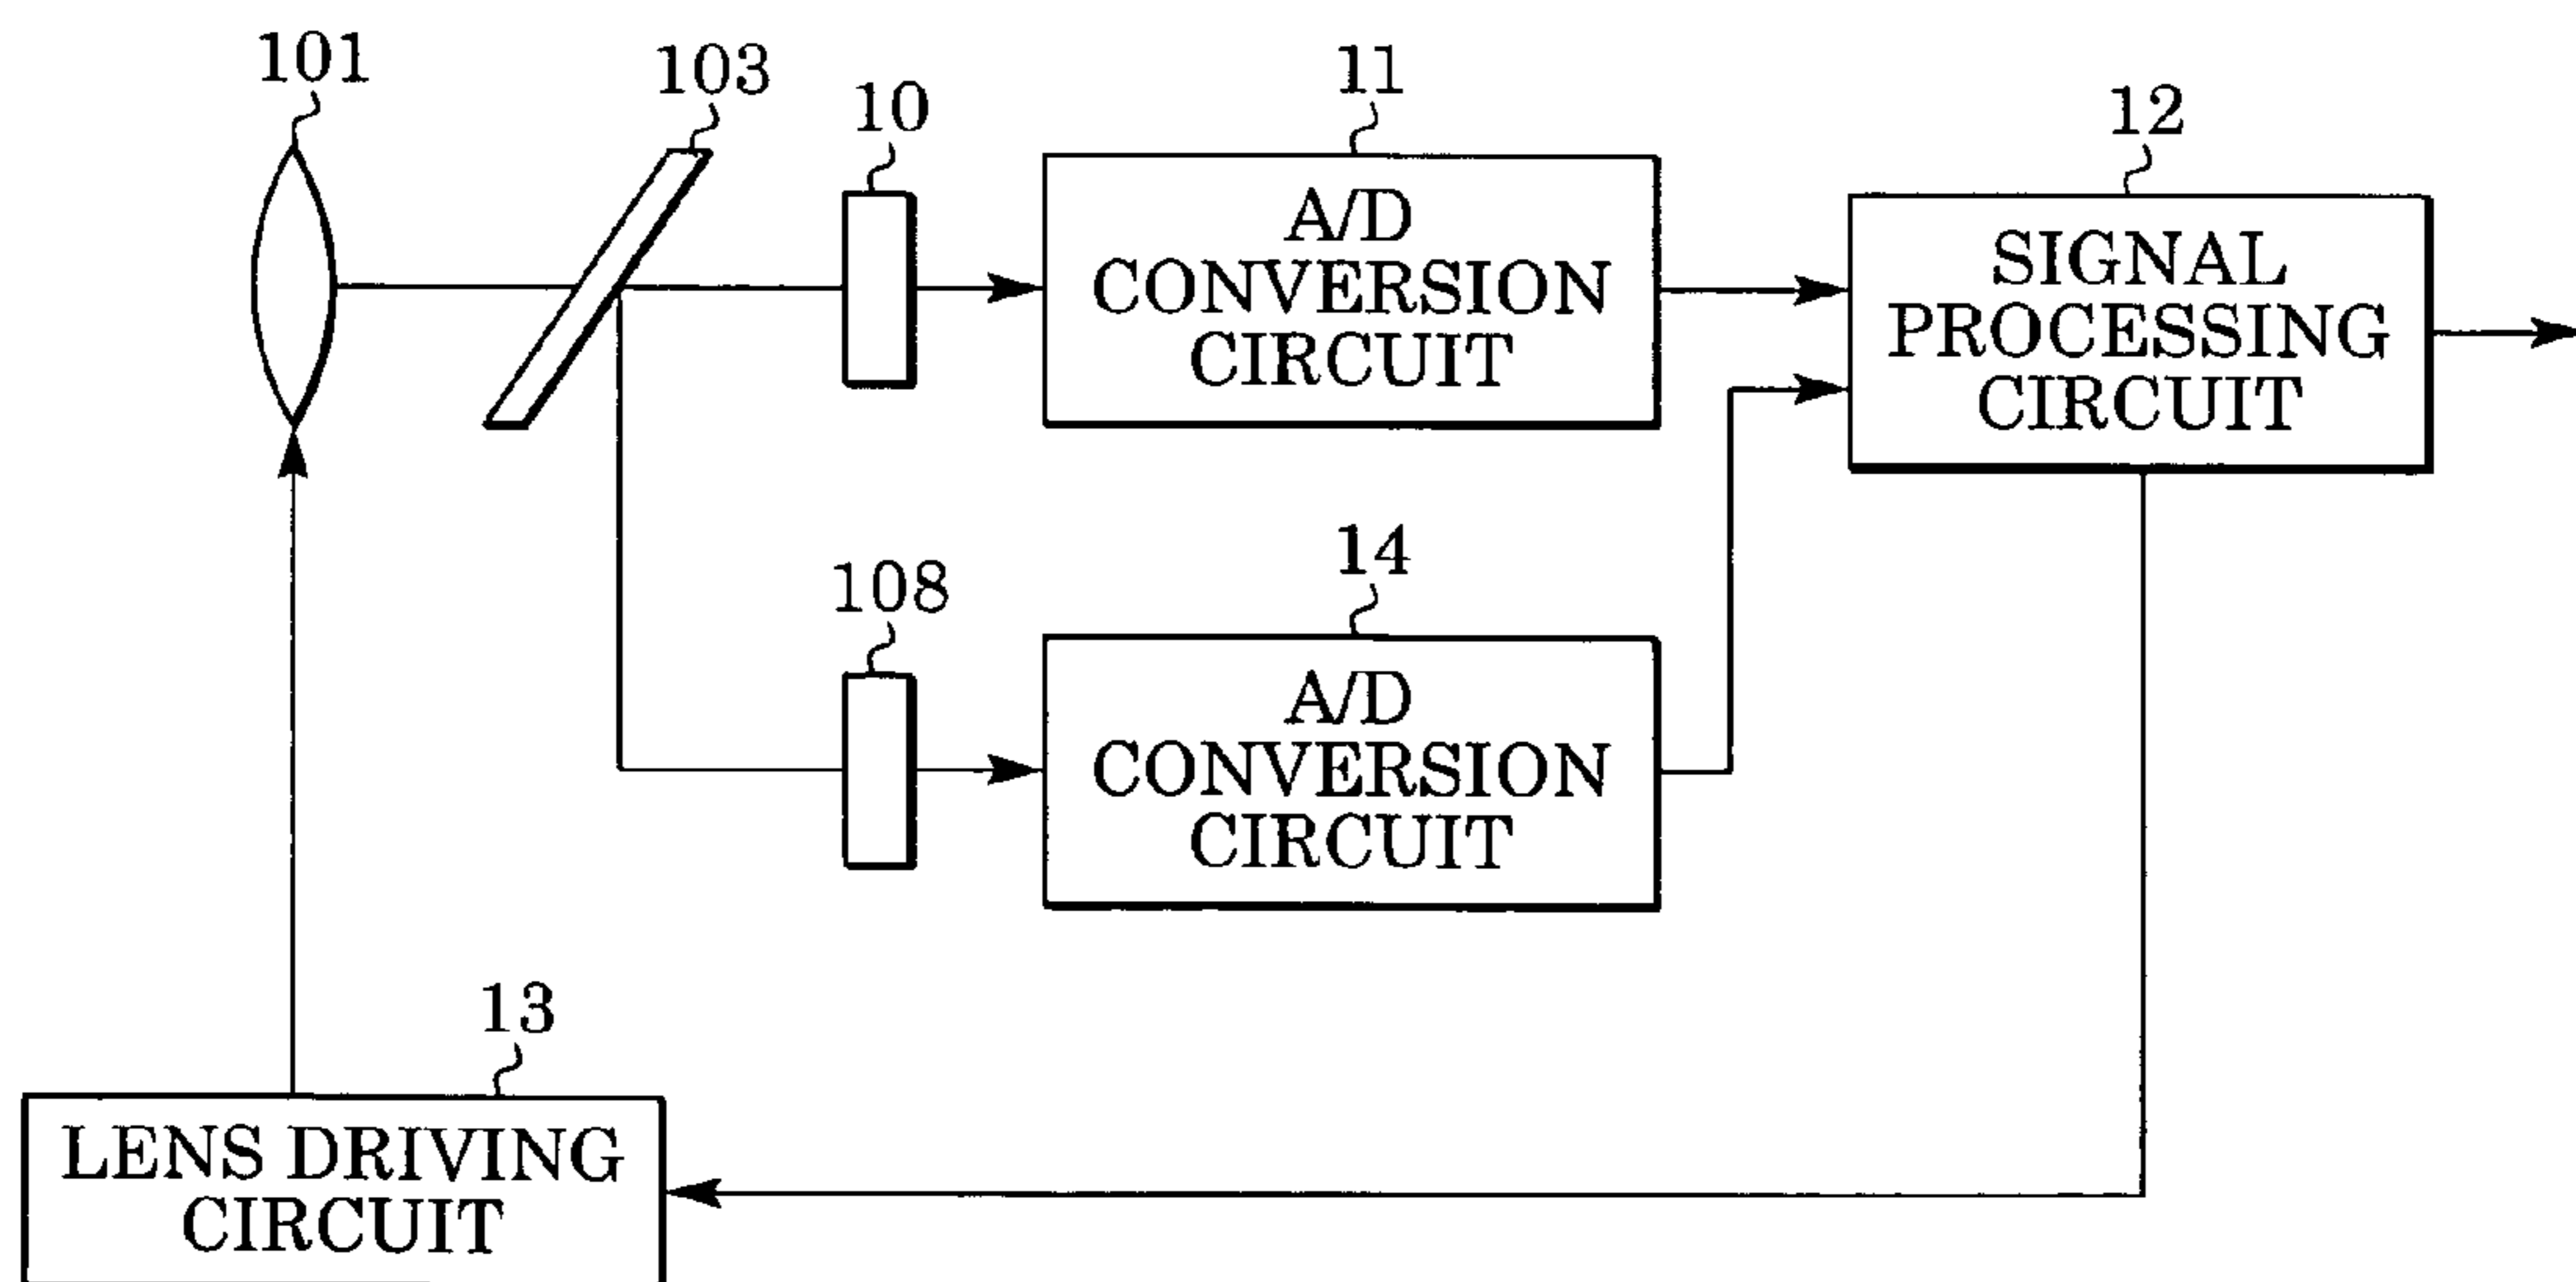 101
103
10
11
12
A/D
CONVERSION
CIRCUIT
SIGNAL
PROCESSING
CIRCUIT
108
14
A/D
CONVERSION
CIRCUIT
13
LENS DRIVING
CIRCUIT